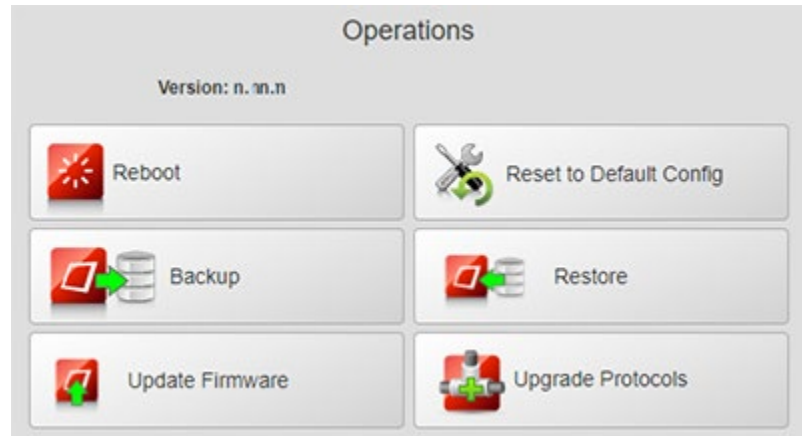 Operations
Version: n.nn.n
Reboot
Reset to Default Config
Backup
Restore
Update Firmware
Upgrade Protocols